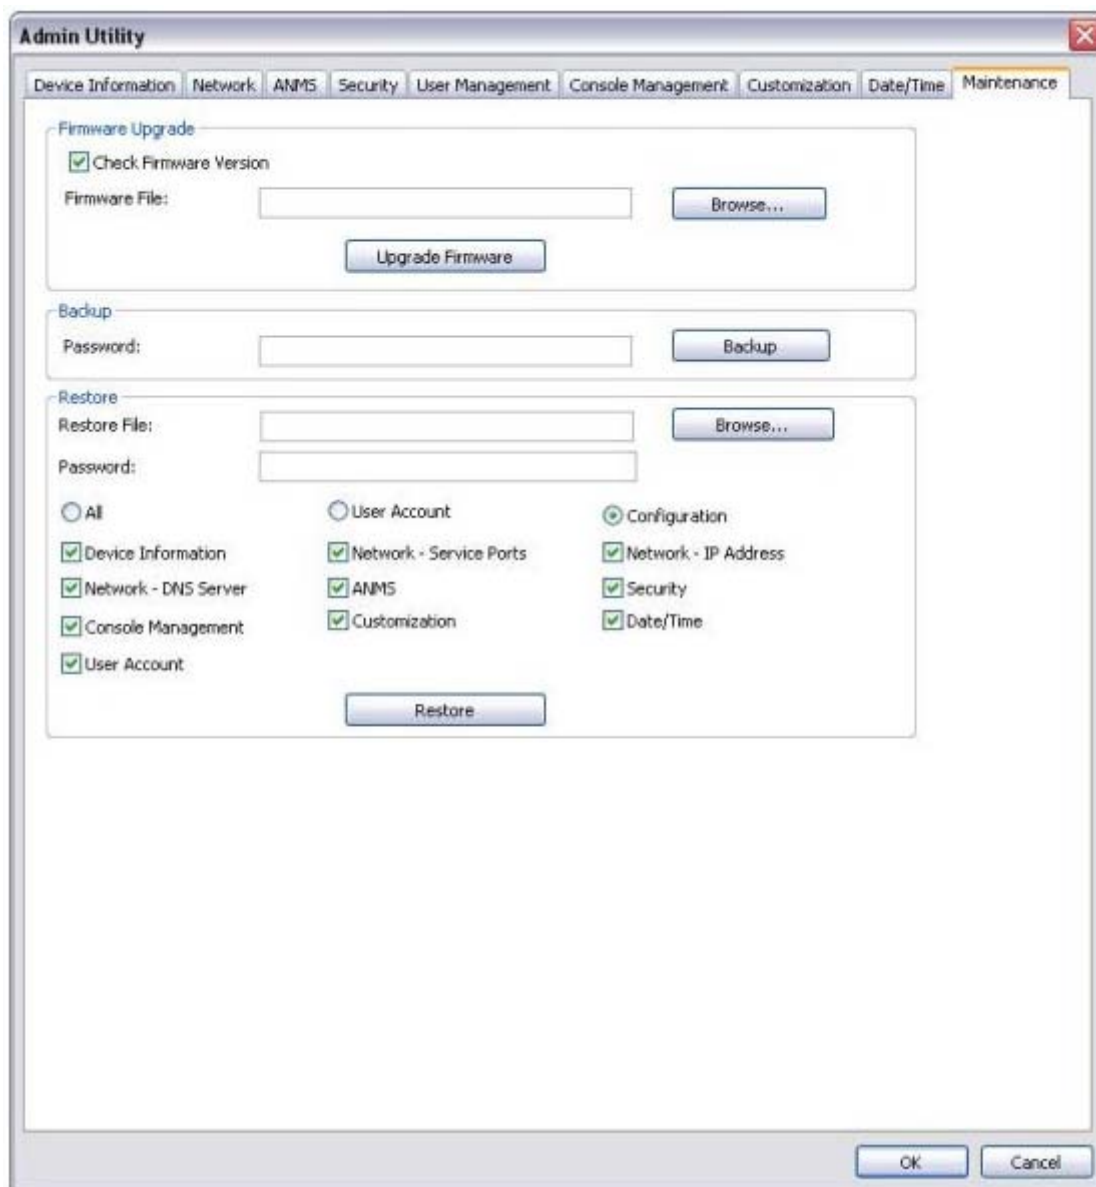 Admin Utility
Device Information Network ANMS Security User Management Console Management Customization Date/Time Maintenance
Firmware Upgrade
Check Firmware Version
Firmware File: Browse...
Upgrade Firmware
Backup
Password: Backup
Restore
Restore File: Browse...
Password:
All User Account Configuration
Device Information Network - Service Ports Network - IP Address
Network - DNS Server ANMS Security
Console Management Customization Date/Time
User Account
Restore
OK Cancel